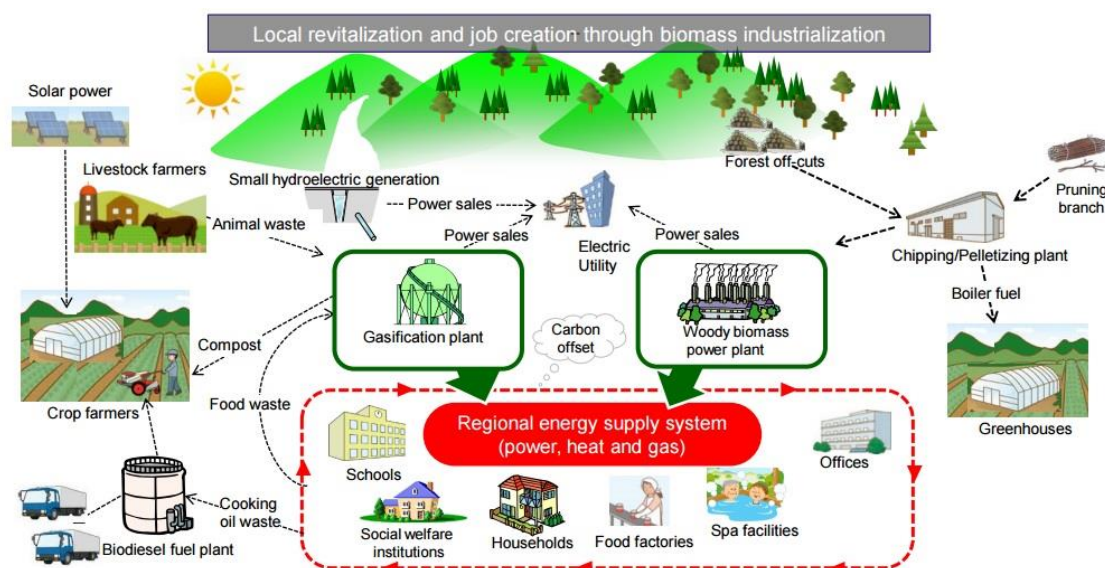 Local revitalization and job creation through biomass industrialization
Solar power
Livestock farmers
Small hydroelectric generation
Forest off-cuts
Pruning
branch
Animal waste
Power sales
Power sales
Electric
Utility
Power sales
Chipping/Pelletizing plant
Boiler fuel
Gasification plant
Woody biomass
power plant
Carbon
offset
Compost
Crop farmers
Food waste
Greenhouses
Regional energy supply system
(power, heat and gas)
Schools
Offices
Cooking
oil waste
Social welfare
institutions
Households
Food factories
Spa facilities
Biodiesel fuel plant